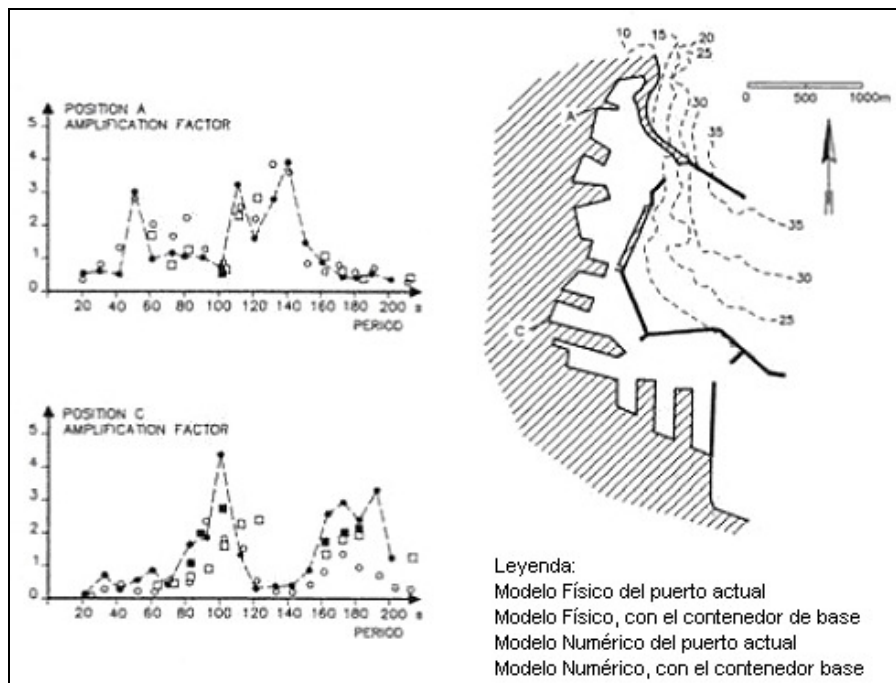 POSITION A
AMPLIFICATION FACTOR
5
4
3
2
1
0
0 20 40 60 80 100 120 140 160 180 200 s
PERIOD
POSITION C
AMPLIFICATION FACTOR
5
4
3
2
1
0
0 20 40 60 80 100 120 140 160 180 200 s
PERIOD
10
15
20
25
30
35
0 500 1000m
A
35
30
25
C
Leyenda:
Modelo Físico del puerto actual
Modelo Físico, con el contenedor de base
Modelo Numérico del puerto actual
Modelo Numérico, con el contenedor base